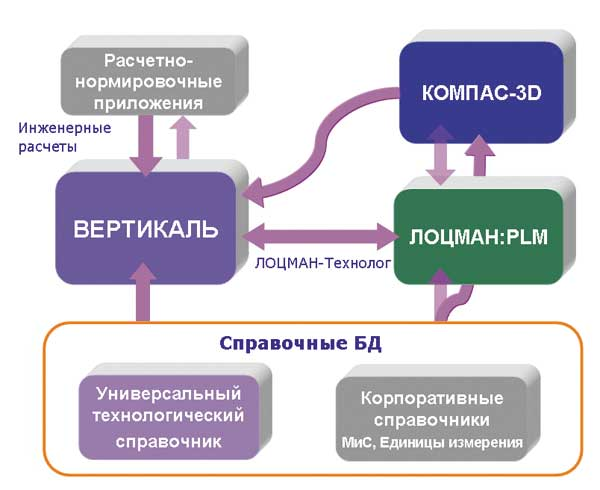 Расчетно-
нормировочные
приложения
КОМПАС-3D
Инженерные
расчеты
ВЕРТИКАЛЬ
ЛОЦМАН:PLM
ЛОЦМАН-Технолог
Справочные БД
Универсальный
технологический
справочник
Корпоративные
справочники
МиС, Единицы измерения